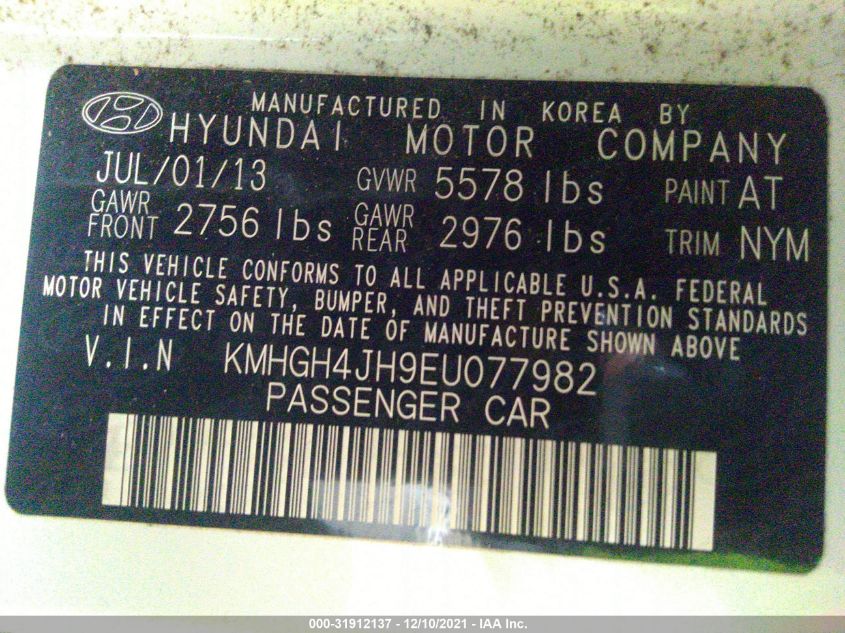 MANUFACTURED IN KOREA BY
HYUNDAI MOTOR COMPANY
JUL/01/13 GVWR 5578 lbs PAINT AT
GAWR FRONT 2756 lbs GAWR REAR 2976 lbs TRIM NYM
THIS VEHICLE CONFORMS TO ALL APPLICABLE U.S.A. FEDERAL
MOTOR VEHICLE SAFETY, BUMPER, AND THEFT PREVENTION STANDARDS
IN EFFECT ON THE DATE OF MANUFACTURE SHOWN ABOVE
V.I.N KMHGH4JH9EU077982
PASSENGER CAR
000-31912137 - 12/10/2021 - IAA Inc.